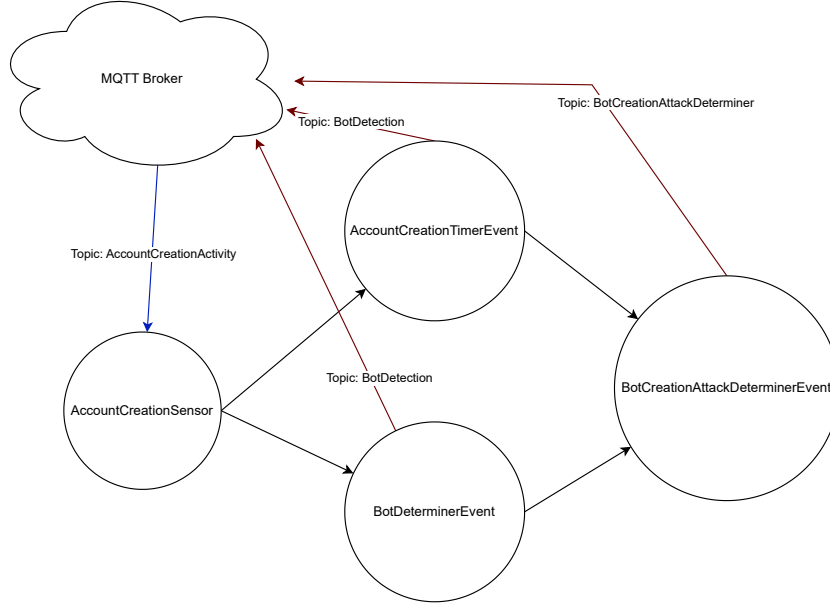 MQTT Broker
Topic: BotCreationAttackDeterminer
Topic: BotDetection
AccountCreationTimerEvent
Topic: AccountCreationActivity
Topic: BotDetection
BotCreationAttackDeterminerEvent
AccountCreationSensor
BotDeterminerEvent